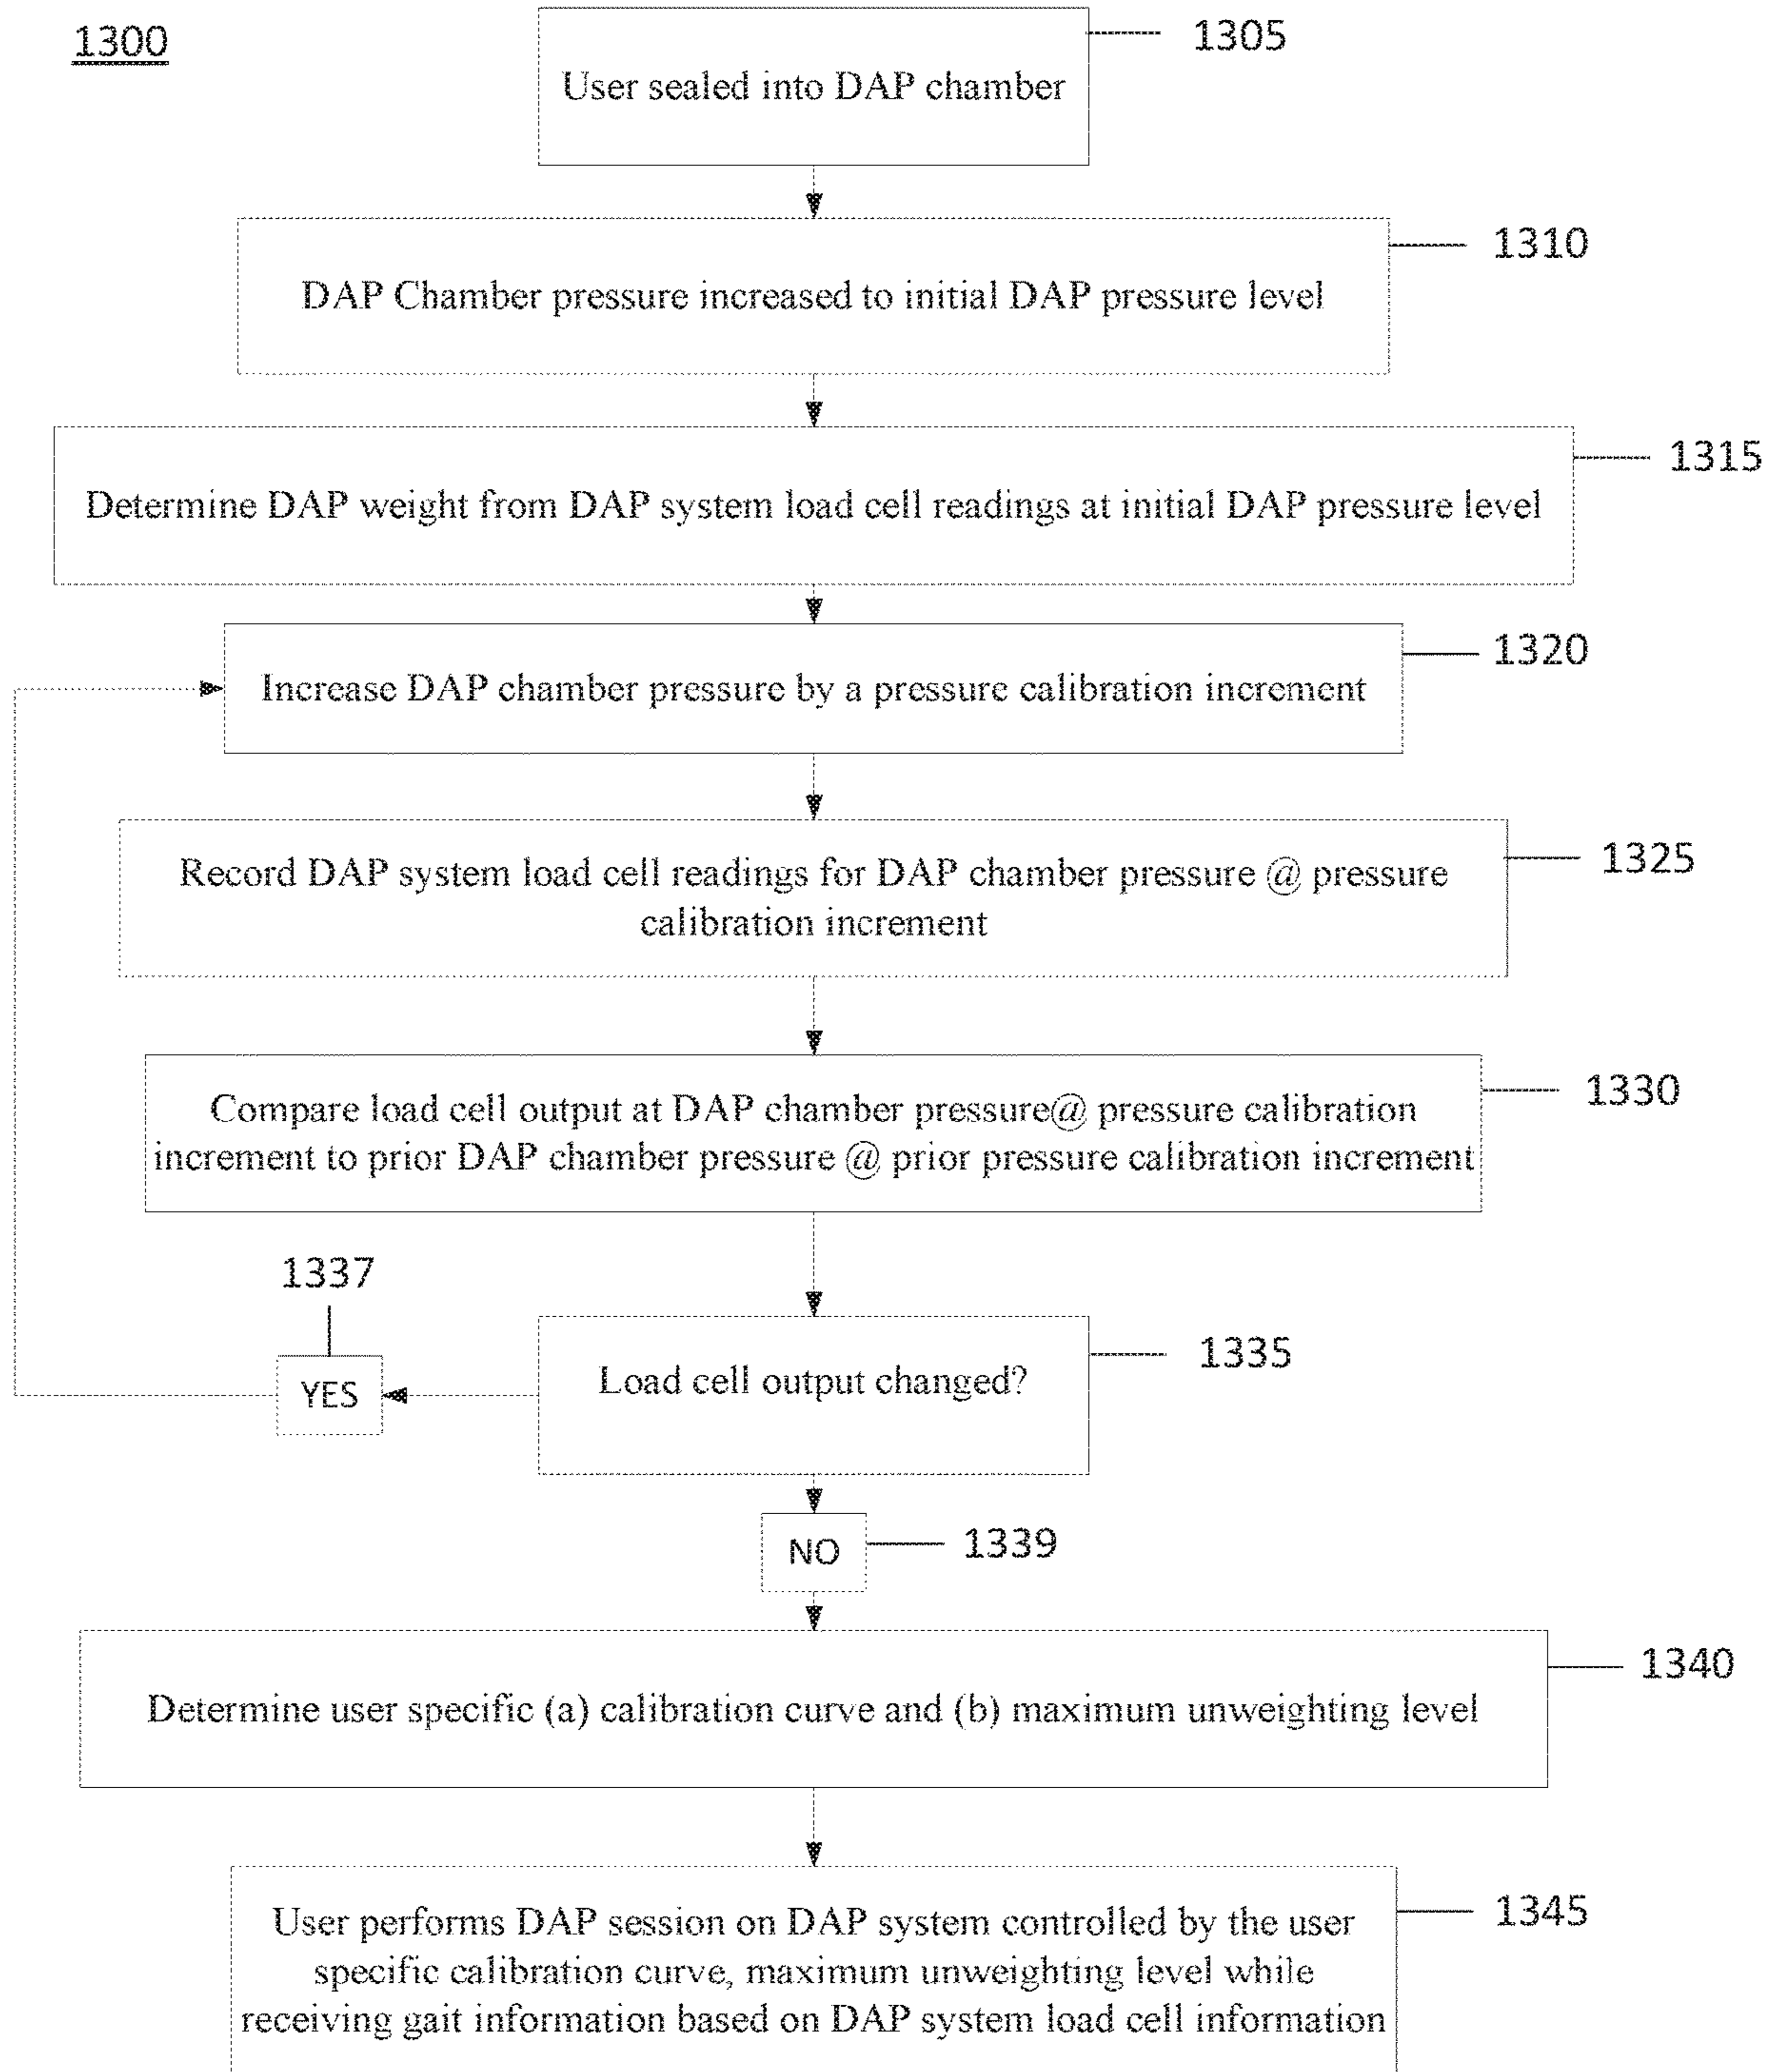 1300
1305
User sealed into DAP chamber
1310
DAP Chamber pressure increased to initial DAP pressure level
1315
Determine DAP weight from DAP system load cell readings at initial DAP pressure level
1320
Increase DAP chamber pressure by a pressure calibration increment
1325
Record DAP system load cell readings for DAP chamber pressure @ pressure
calibration increment
1330
Compare load cell output at DAP chamber pressure@ pressure calibration
increment to prior DAP chamber pressure @ prior pressure calibration increment
1337
1335
Load cell output changed?
YES
NO
1339
1340
Determine user specific (a) calibration curve and (b) maximum unweighting level
1345
User performs DAP session on DAP system controlled by the user
specific calibration curve, maximum unweighting level while
receiving gait information based on DAP system load cell information